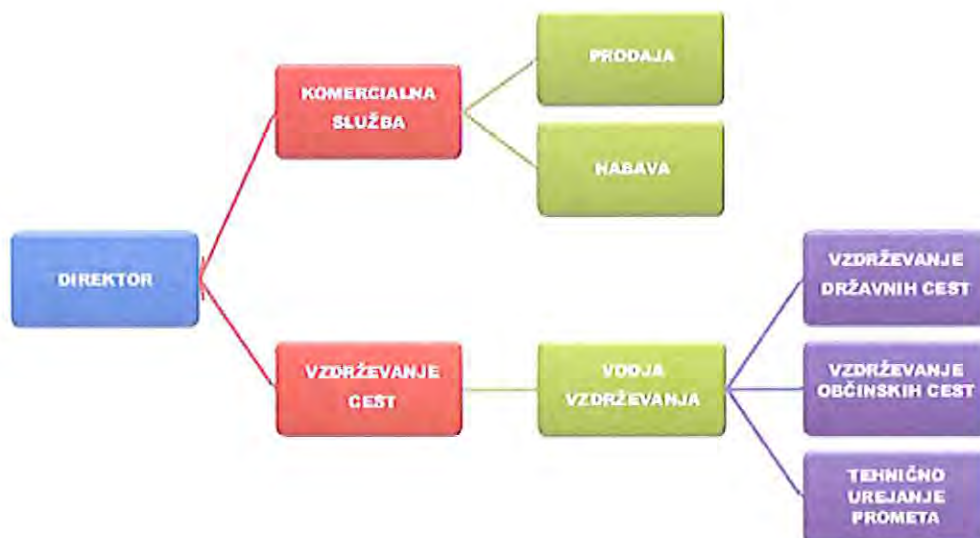 PRODAJA
KOMERCIALNA
SLUŽBA
NABAVA
DIREKTOR
VZDRŽEVANJE
DRŽAVNIH CEST
VZDRŽEVANJE
CEST
VODJA
VZDRŽEVANJA
VZDRŽEVANJE
OBČINSKIH CEST
TEHNIČNO
UREJANJE
PROMETA